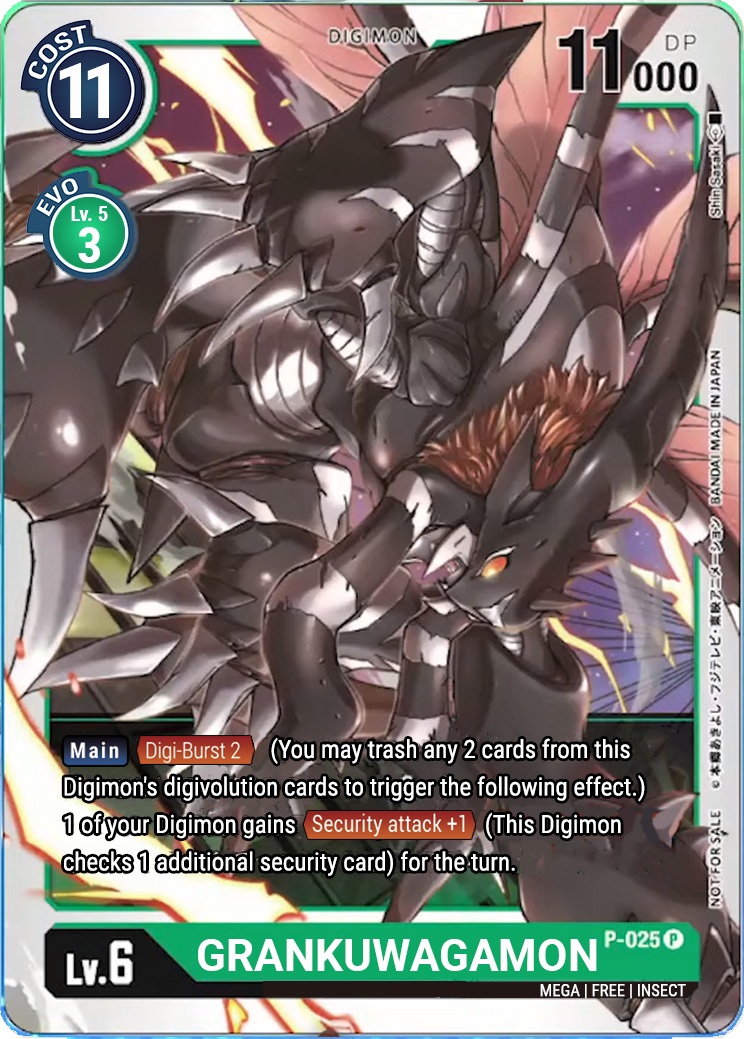 DIGIMON
COST
11
11000
DP
EVO
Lv. 5
3
Shin Sasaki
Main Digi-Burst 2 (You may trash any 2 cards from this
Digimon's digivolution cards to trigger the following effect.)
1 of your Digimon gains Security attack +1 (This Digimon
checks 1 additional security card) for the turn.
©本郷あきよし・フジテレビ・東映アニメーション BANDAI MADE IN JAPAN
NOT FOR SALE
Lv.6
GRANKUWAGAMON
P-025 P
MEGA | FREE | INSECT